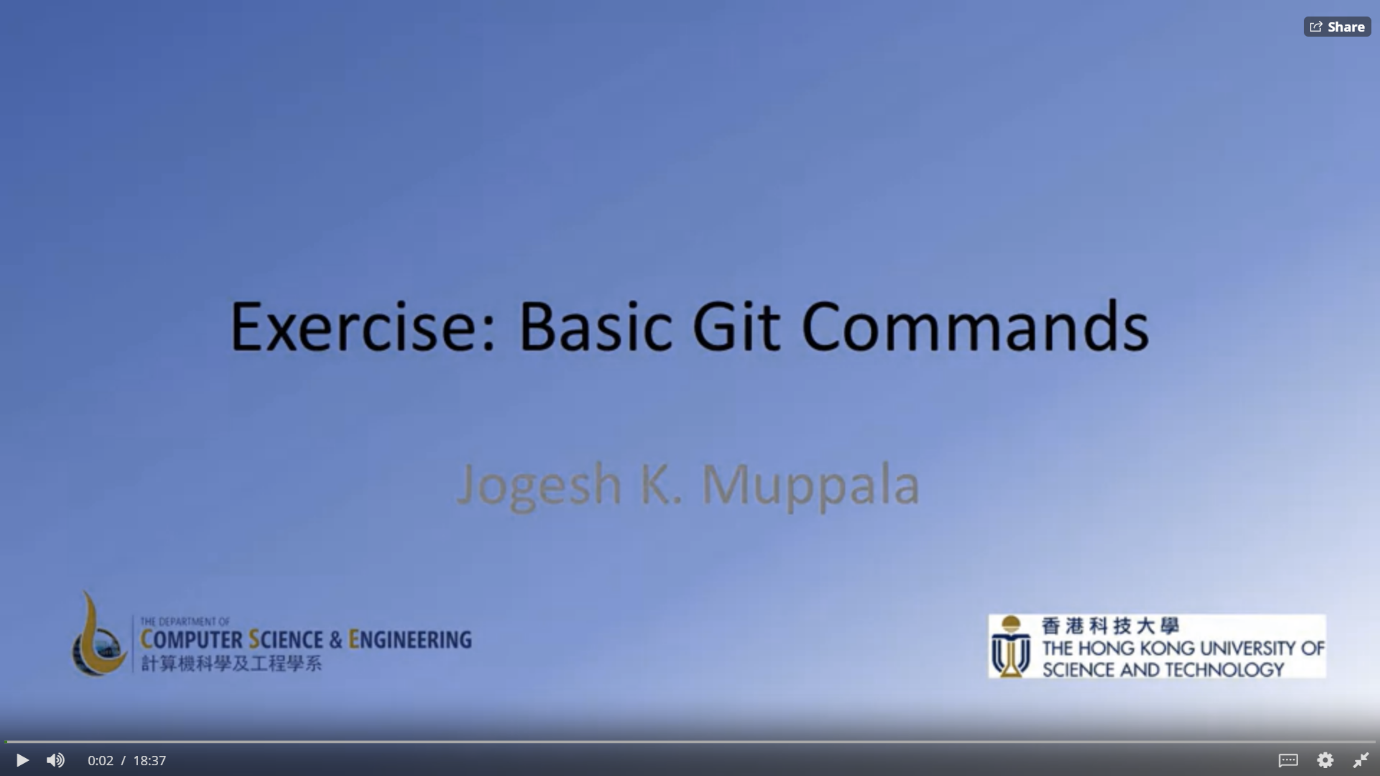 Share
Exercise: Basic Git Commands
Jogesh K. Muppala
THE DEPARTMENT OF
COMPUTER SCIENCE & ENGINEERING
計算機科學及工程學系
香港科技大學
THE HONG KONG UNIVERSITY OF
SCIENCE AND TECHNOLOGY
0:02 / 18:37